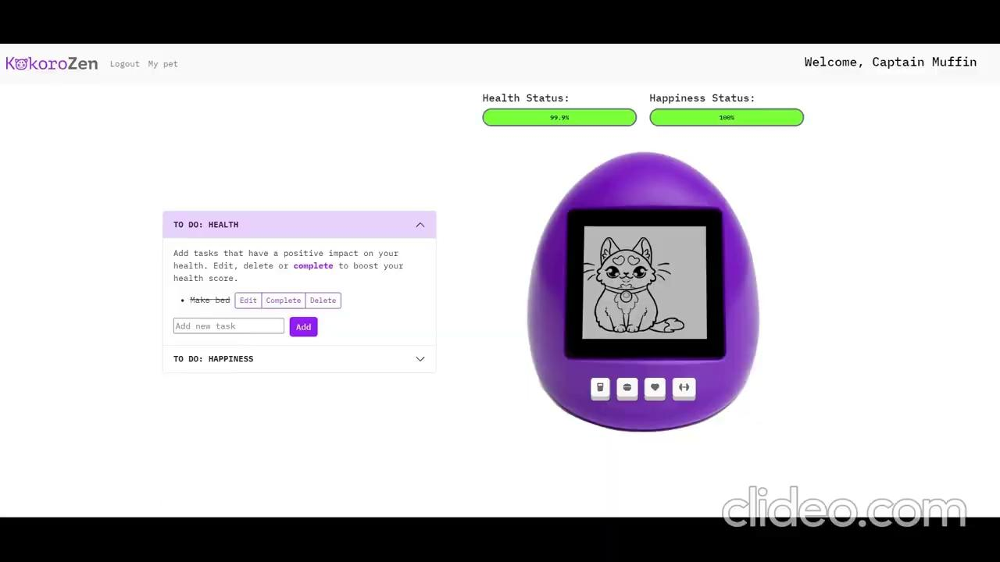 KokoroZen Logout My pet Welcome, Captain Muffin
Health Status: Happiness Status:
99.9% 100%
TO DO: HEALTH
Add tasks that have a positive impact on your
health. Edit, delete or complete to boost your
health score.
Make bed Edit Complete Delete
Add new task Add
TO DO: HAPPINESS
clideo.com